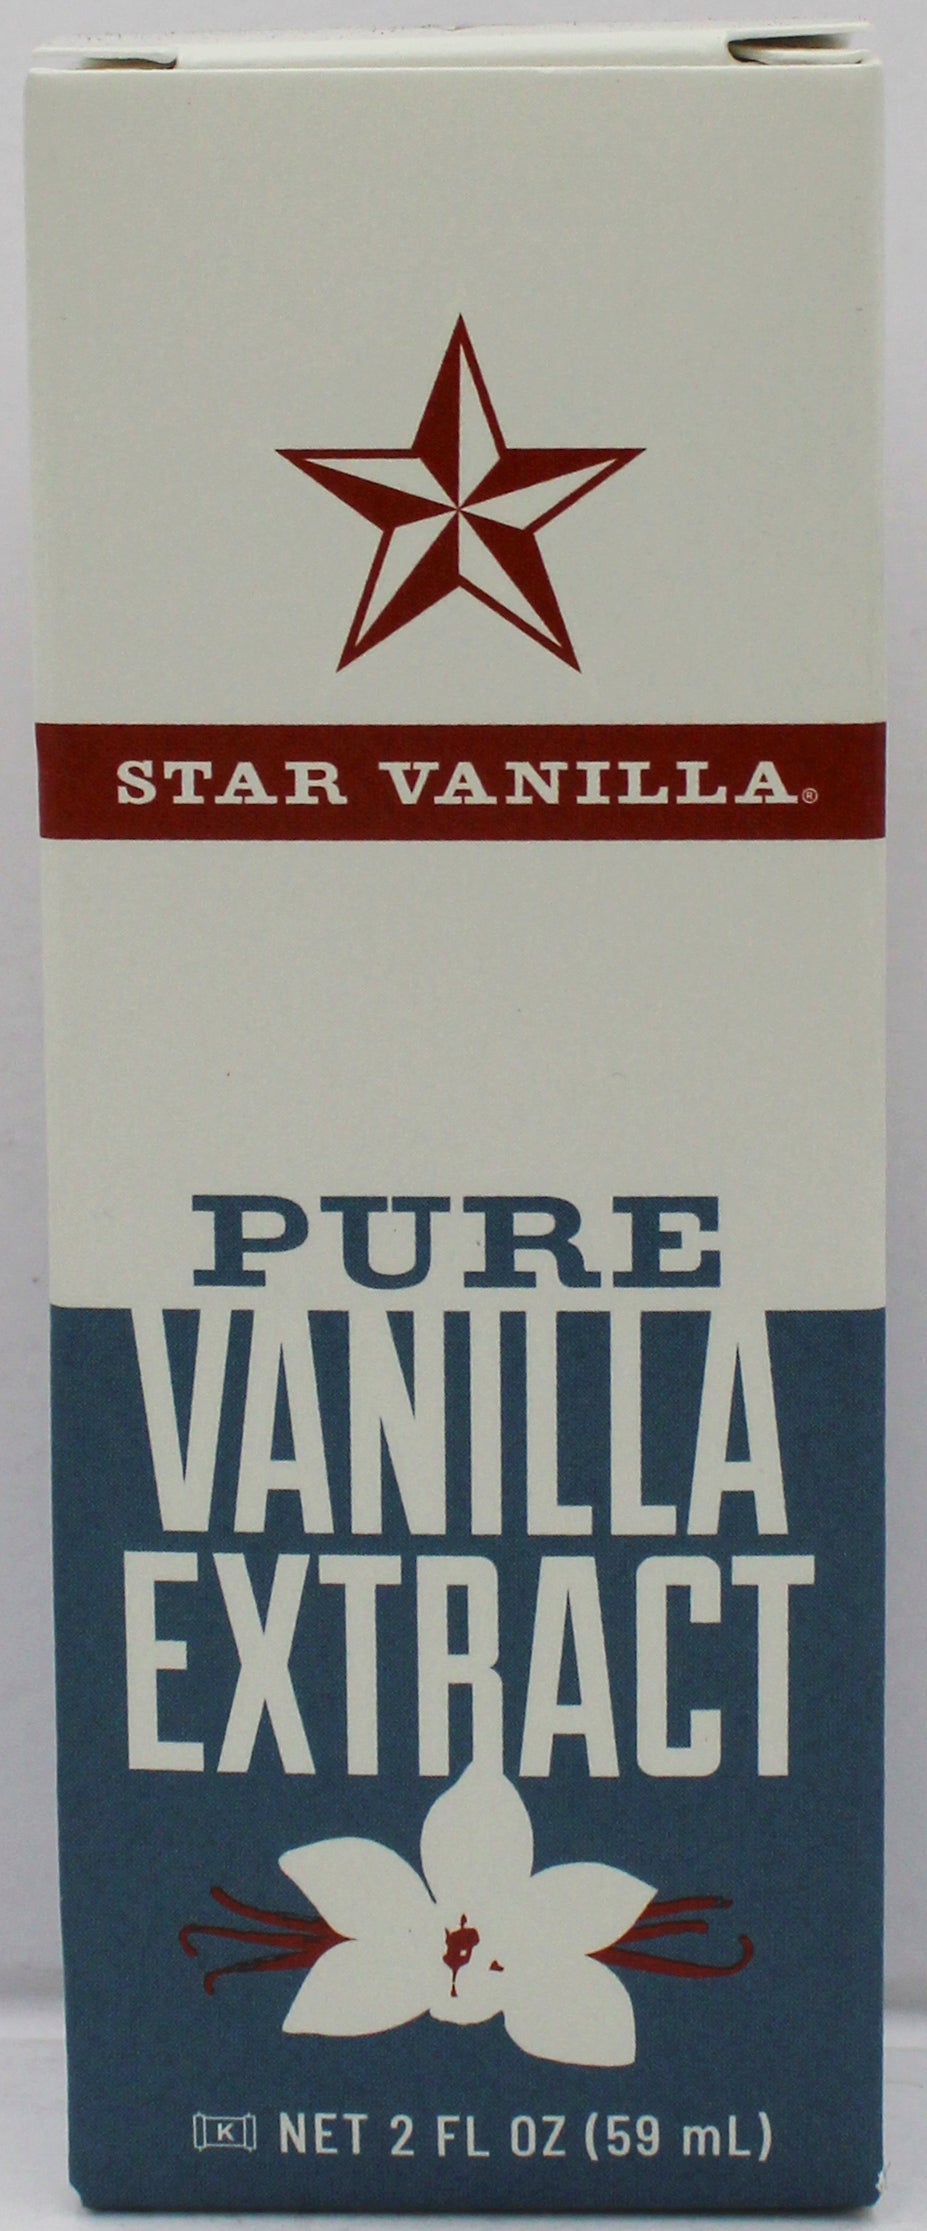 STAR VANILLA®
PURE
VANILLA
EXTRACT
K NET 2 FL OZ (59 mL)